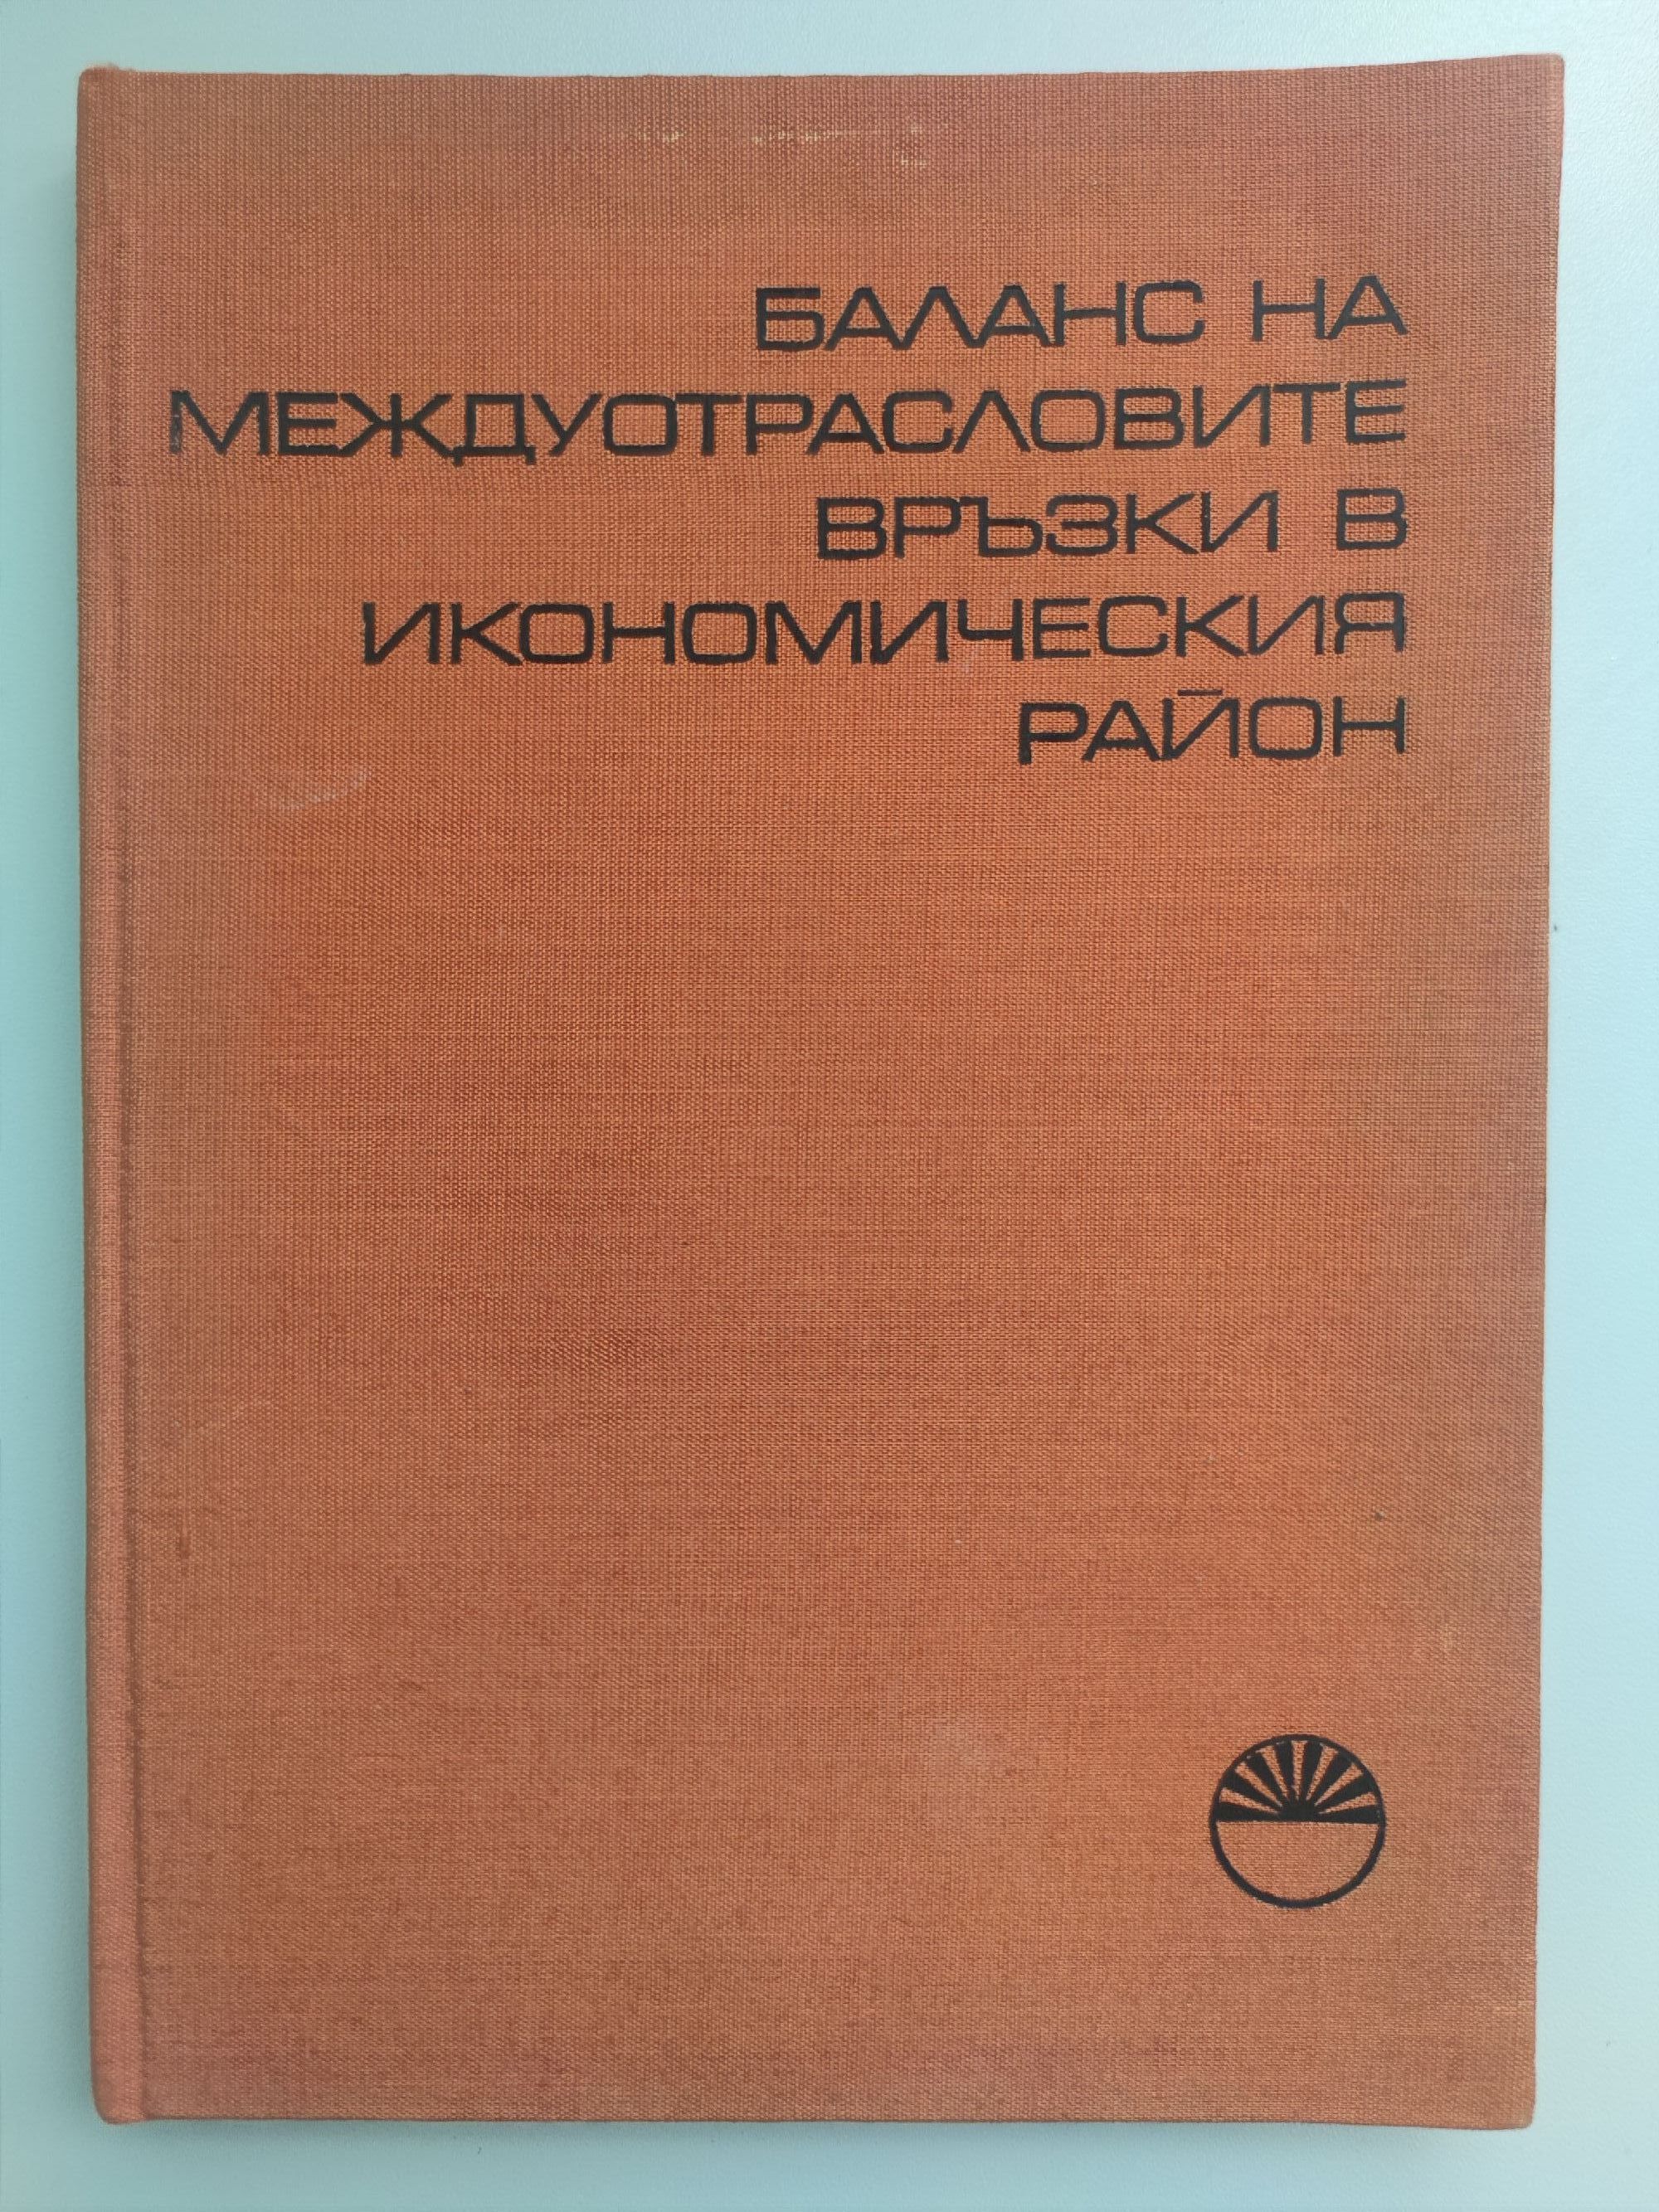 БАЛАНС НА
МЕЖДУОТРАСЛОВИТЕ
ВРЪЗКИ В
ИКОНОМИЧЕСКИЯ
РАЙОН